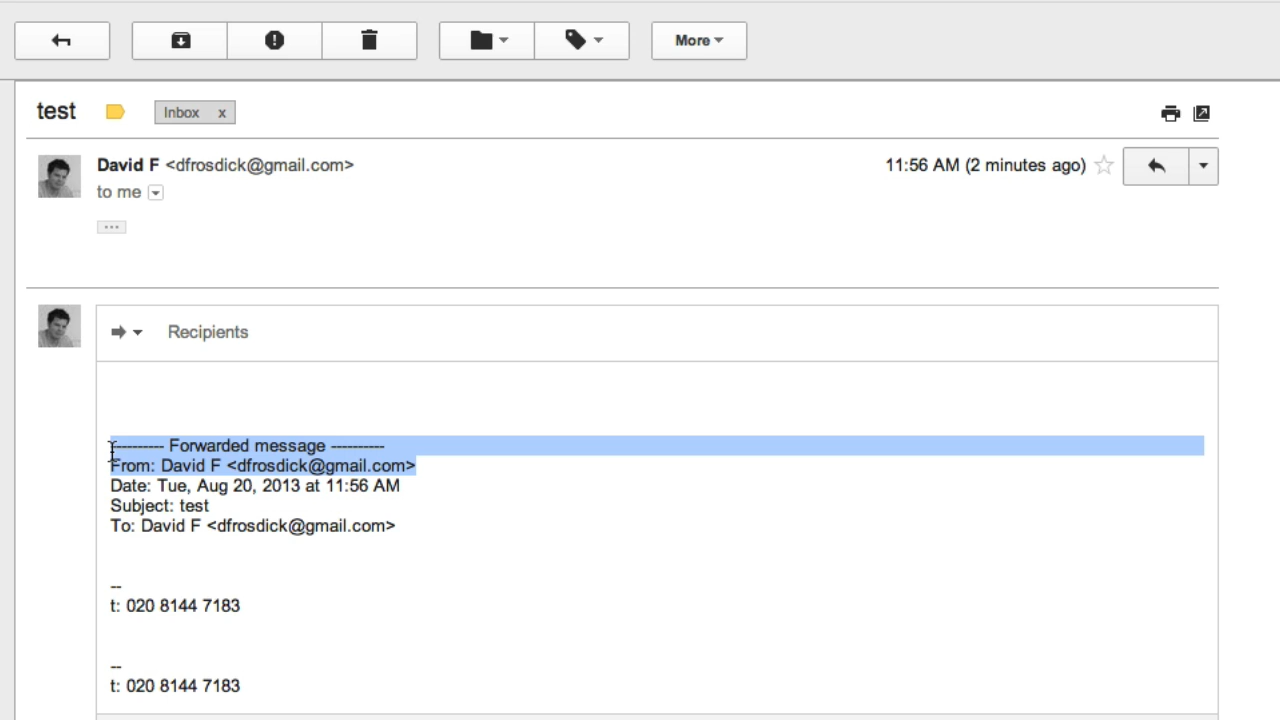 More
test Inbox x
David F <dfrosdick@gmail.com> 11:56 AM (2 minutes ago)
to me
...
Recipients
---------- Forwarded message ----------
From: David F <dfrosdick@gmail.com>
Date: Tue, Aug 20, 2013 at 11:56 AM
Subject: test
To: David F <dfrosdick@gmail.com>
--
t: 020 8144 7183
--
t: 020 8144 7183